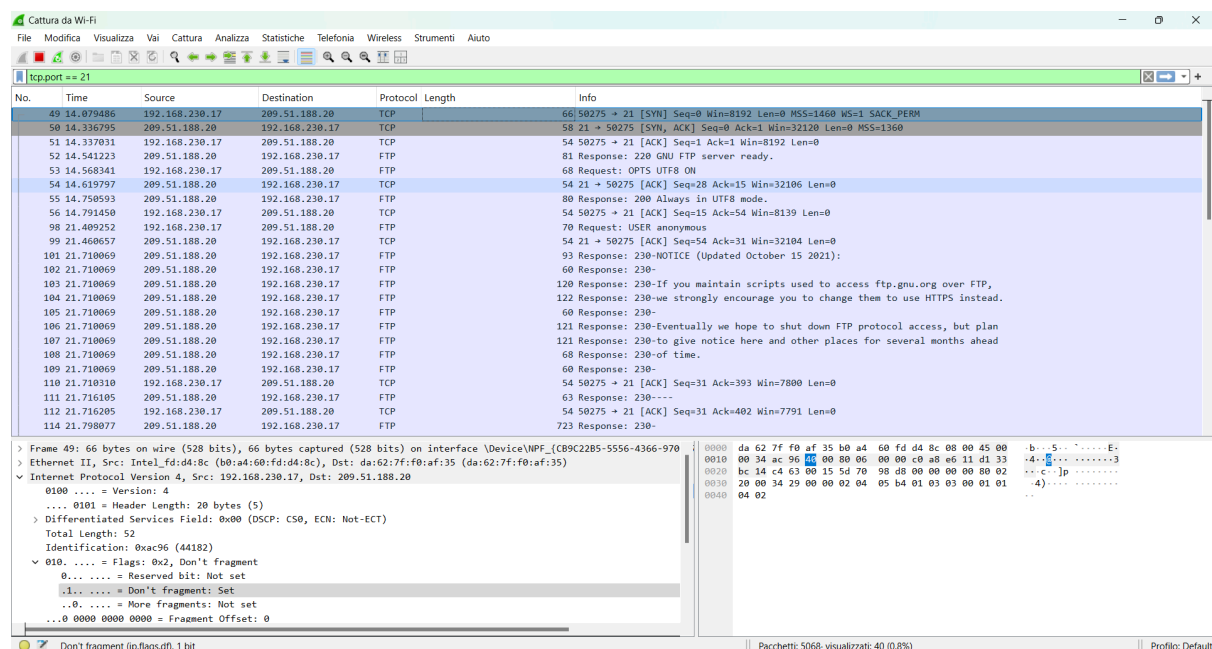 Cattura da Wi-Fi
File Modifica Visualizza Vai Cattura Analizza Statistiche Telefonia Wireless Strumenti Aiuto
tcp.port == 21
No. Time Source Destination Protocol Length Info
49 14.079486 192.168.230.17 209.51.188.20 TCP 66 50275 → 21 [SYN] Seq=0 Win=8192 Len=0 MSS=1460 WS=1 SACK_PERM
50 14.336795 209.51.188.20 192.168.230.17 TCP 58 21 → 50275 [SYN, ACK] Seq=0 Ack=1 Win=32120 Len=0 MSS=1360
51 14.337031 192.168.230.17 209.51.188.20 TCP 54 50275 → 21 [ACK] Seq=1 Ack=1 Win=8192 Len=0
52 14.541223 209.51.188.20 192.168.230.17 FTP 81 Response: 220 GNU FTP server ready.
53 14.568341 192.168.230.17 209.51.188.20 FTP 68 Request: OPTS UTF8 ON
54 14.619797 209.51.188.20 192.168.230.17 TCP 54 21 → 50275 [ACK] Seq=28 Ack=15 Win=32106 Len=0
55 14.750593 209.51.188.20 192.168.230.17 FTP 80 Response: 200 Always in UTF8 mode.
56 14.791450 192.168.230.17 209.51.188.20 TCP 54 50275 → 21 [ACK] Seq=15 Ack=54 Win=8139 Len=0
98 21.409252 192.168.230.17 209.51.188.20 FTP 70 Request: USER anonymous
99 21.460657 209.51.188.20 192.168.230.17 TCP 54 21 → 50275 [ACK] Seq=54 Ack=31 Win=32104 Len=0
101 21.710069 209.51.188.20 192.168.230.17 FTP 93 Response: 230-NOTICE (Updated October 15 2021):
102 21.710069 209.51.188.20 192.168.230.17 FTP 60 Response: 230-
103 21.710069 209.51.188.20 192.168.230.17 FTP 120 Response: 230-If you maintain scripts used to access ftp.gnu.org over FTP,
104 21.710069 209.51.188.20 192.168.230.17 FTP 122 Response: 230-we strongly encourage you to change them to use HTTPS instead.
105 21.710069 209.51.188.20 192.168.230.17 FTP 60 Response: 230-
106 21.710069 209.51.188.20 192.168.230.17 FTP 121 Response: 230-Eventually we hope to shut down FTP protocol access, but plan
107 21.710069 209.51.188.20 192.168.230.17 FTP 121 Response: 230-to give notice here and other places for several months ahead
108 21.710069 209.51.188.20 192.168.230.17 FTP 68 Response: 230-of time.
109 21.710069 209.51.188.20 192.168.230.17 FTP 60 Response: 230-
110 21.710310 192.168.230.17 209.51.188.20 TCP 54 50275 → 21 [ACK] Seq=31 Ack=393 Win=7800 Len=0
111 21.716105 209.51.188.20 192.168.230.17 FTP 63 Response: 230----
112 21.716205 192.168.230.17 209.51.188.20 TCP 54 50275 → 21 [ACK] Seq=31 Ack=402 Win=7791 Len=0
114 21.798077 209.51.188.20 192.168.230.17 FTP 723 Response: 230-
Frame 49: 66 bytes on wire (528 bits), 66 bytes captured (528 bits) on interface \Device\NPF_{CB9C22B5-5556-4366-970
Ethernet II, Src: Intel_fd:d4:8c (b0:a4:60:fd:d4:8c), Dst: da:62:7f:f0:af:35 (da:62:7f:f0:af:35)
Internet Protocol Version 4, Src: 192.168.230.17, Dst: 209.51.188.20
0100 .... = Version: 4
.... 0101 = Header Length: 20 bytes (5)
Differentiated Services Field: 0x00 (DSCP: CS0, ECN: Not-ECT)
Total Length: 52
Identification: 0xac96 (44182)
010. .... = Flags: 0x2, Don't fragment
0... .... = Reserved bit: Not set
.1.. .... = Don't fragment: Set
..0. .... = More fragments: Not set
...0 0000 0000 0000 = Fragment Offset: 0
0000 da 62 7f f0 af 35 b0 a4 60 fd d4 8c 08 00 45 00 ·b···5·· `·····E·
0010 00 34 ac 96 40 00 80 06 00 00 c0 a8 e6 11 d1 33 ·4··@··· ·······3
0020 bc 14 c4 63 00 15 5d 70 98 d8 00 00 00 00 80 02 ···c··]p ········
0030 20 00 34 29 00 00 02 04 05 b4 01 03 03 00 01 01 ·4)···· ········
0040 04 02 ··
Don't fragment (ip.flags.df), 1 bit
Pacchetti: 5068· visualizzati: 40 (0.8%)
Profilo: Default